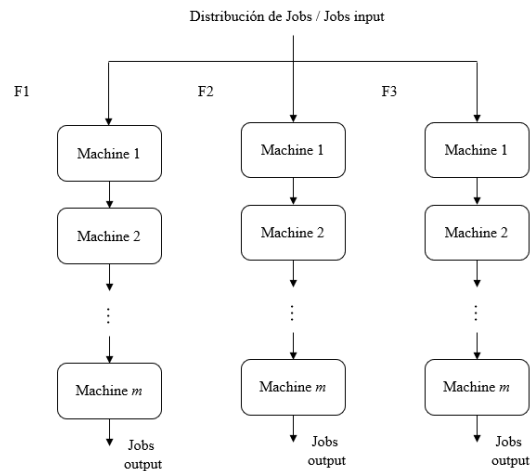 Distribución de Jobs / Jobs input
F1
F2
F3
Machine 1
Machine 1
Machine 1
Machine 2
Machine 2
Machine 2
⋮
⋮
⋮
Machine m
Machine m
Machine m
Jobs
output
Jobs
output
Jobs
output